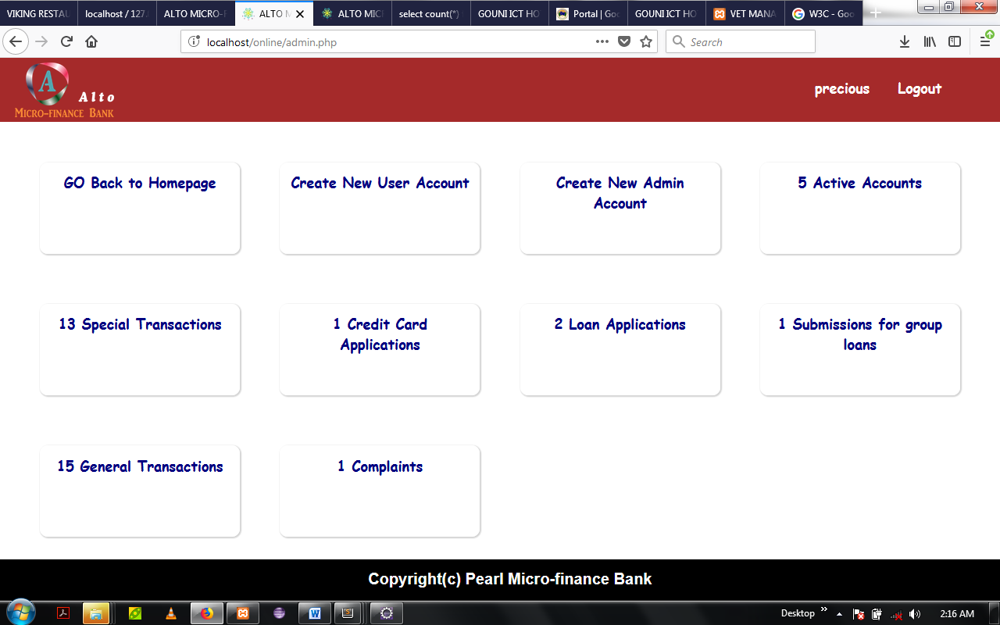 VIKING RESTAU
localhost / 127.
ALTO MICRO-F
ALTO M
ALTO MIC
select count(*)
GOUNI ICT HO
Portal | Goo
GOUNI ICT HO
VET MANA
W3C - Goo
localhost/online/admin.php
Search
A
Alto
Micro-finance Bank
precious
Logout
GO Back to Homepage
Create New User Account
Create New Admin
Account
5 Active Accounts
13 Special Transactions
1 Credit Card
Applications
2 Loan Applications
1 Submissions for group
loans
15 General Transactions
1 Complaints
Copyright(c) Pearl Micro-finance Bank
Desktop
2:16 AM